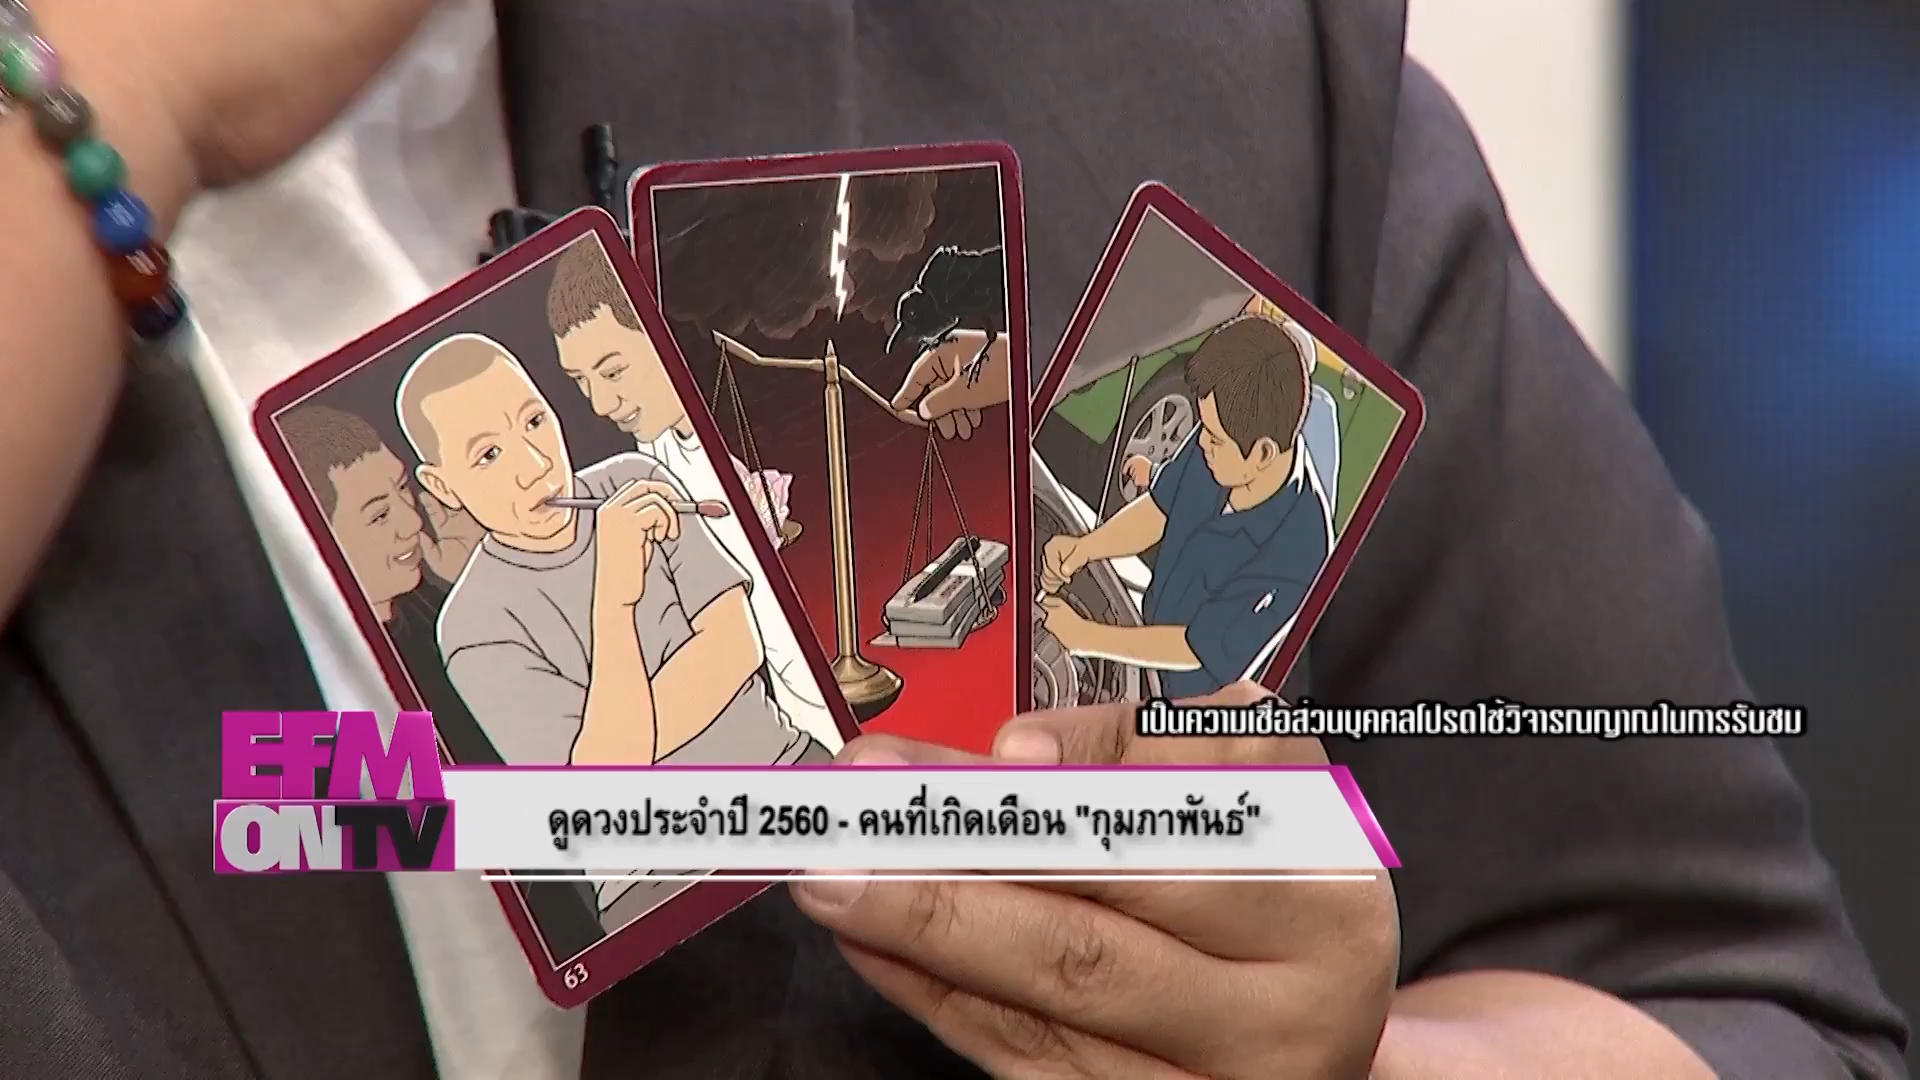 เป็นความเชื่อส่วนบุคคลโปรดใช้วิจารณญาณในการรับชม
EFM
ONTV
ดูดวงประจำปี 2560 - คนที่เกิดเดือน "กุมภาพันธ์"
63